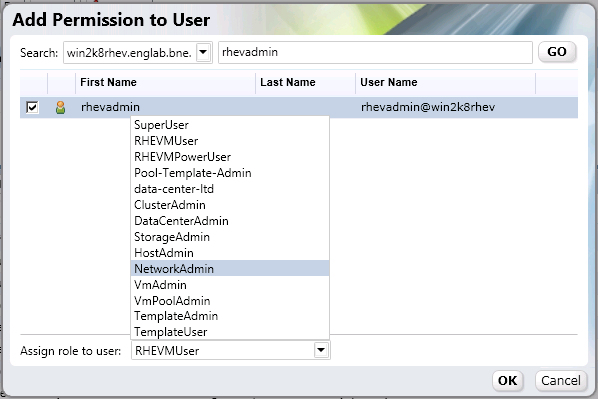 Add Permission to User
Search: win2k8rhev.englab.bne. rhevadmin GO
First Name Last Name User Name
rhevadmin rhevadmin@win2k8rhev
SuperUser
RHEVMUser
RHEVMPowerUser
Pool-Template-Admin
data-center-ltd
ClusterAdmin
DataCenterAdmin
StorageAdmin
HostAdmin
NetworkAdmin
VmAdmin
VmPoolAdmin
TemplateAdmin
TemplateUser
Assign role to user: RHEVMUser
OK Cancel